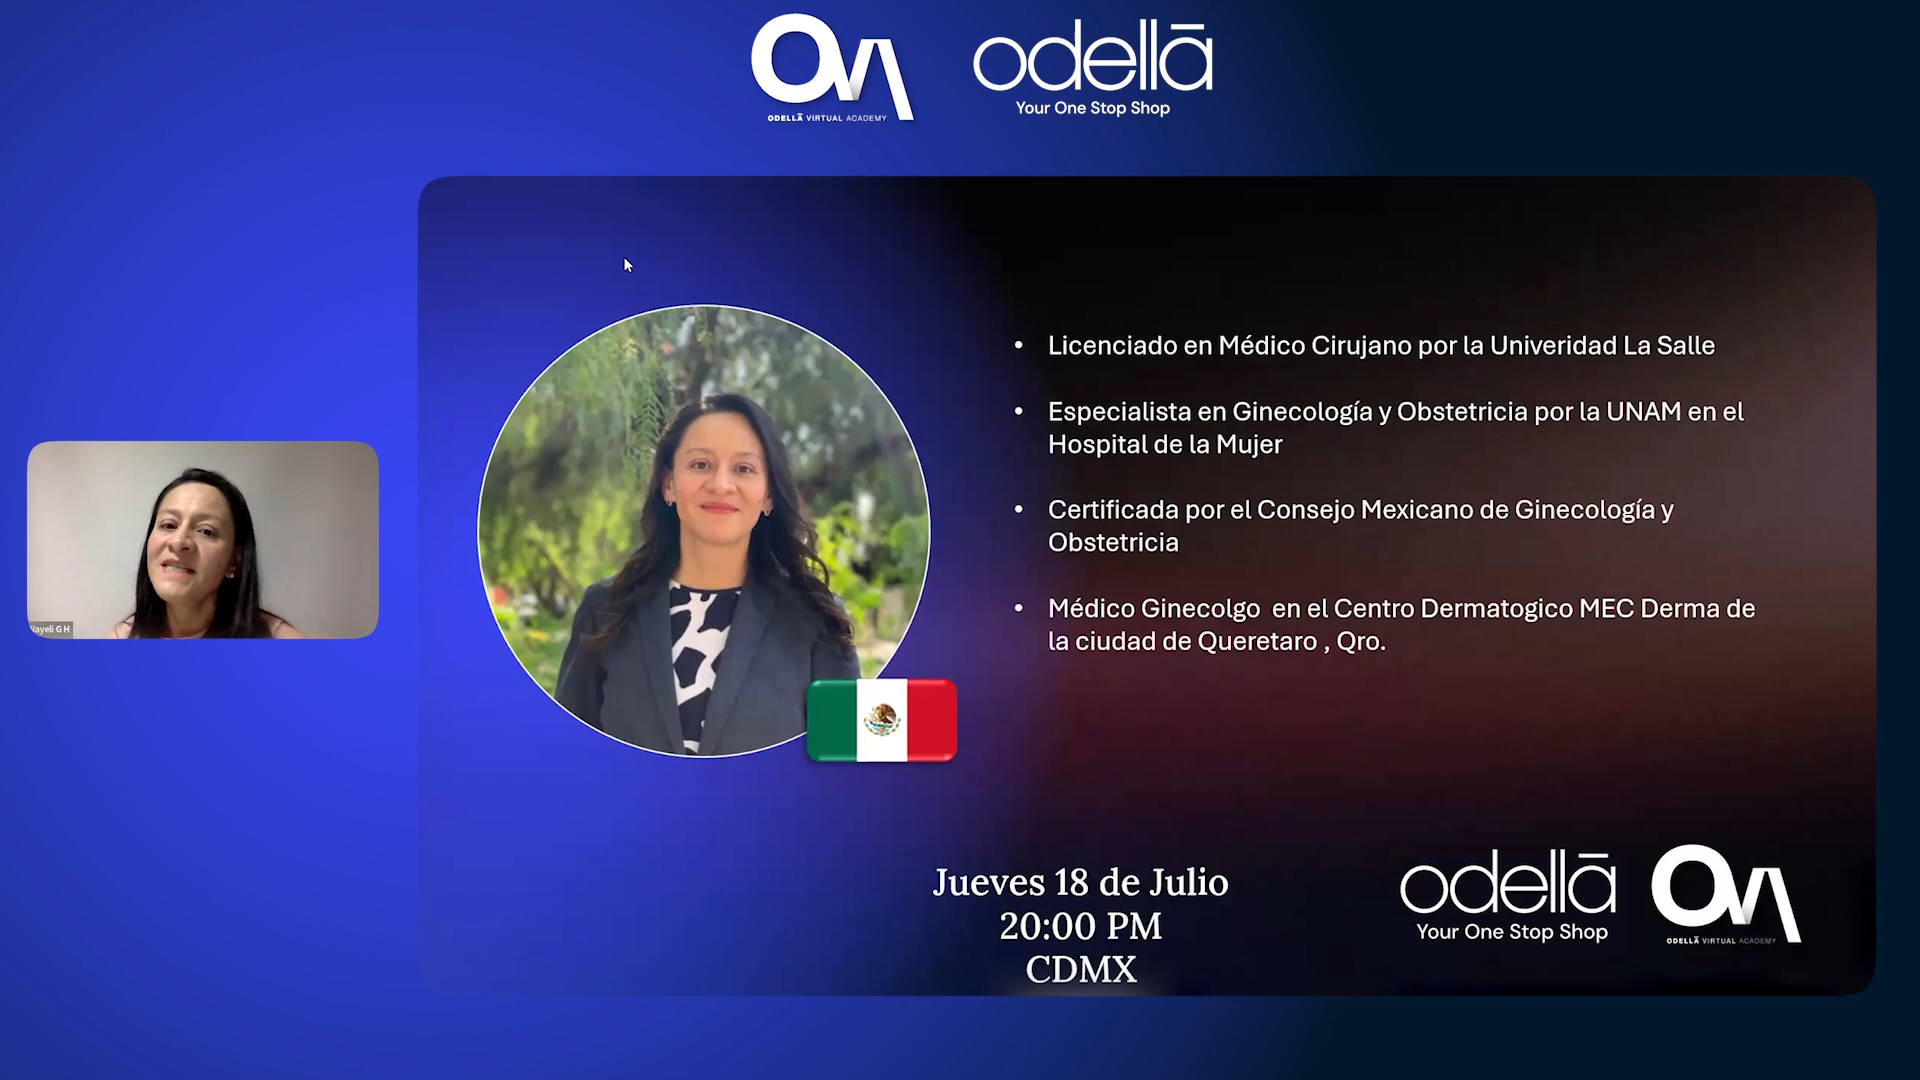 OVA
ODELLĀ VIRTUAL ACADEMY
odellā
Your One Stop Shop
• Licenciado en Médico Cirujano por la Univeridad La Salle
• Especialista en Ginecología y Obstetricia por la UNAM en el
Hospital de la Mujer
• Certificada por el Consejo Mexicano de Ginecología y
Obstetricia
• Médico Ginecolgo  en el Centro Dermatogico MEC Derma de
la ciudad de Queretaro , Qro.
Nayeli G H
Jueves 18 de Julio
20:00 PM
CDMX
odellā
Your One Stop Shop
OVA
ODELLĀ VIRTUAL ACADEMY